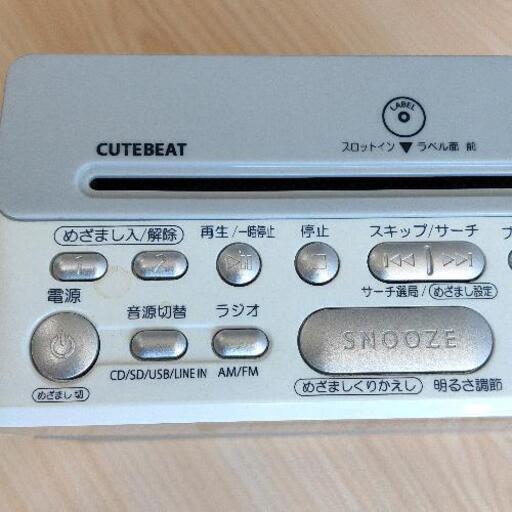 LABEL
CUTEBEAT
スロットイン ▼ ラベル面 前
めざまし入/解除
再生/一時停止
停止
スキップ/サーチ
1
2
サーチ選局/めざまし設定
電源
音源切替
ラジオ
SNOOZE
CD/SD/USB/LINE IN
AM/FM
めざまし切
めざましくりかえし
明るさ調節